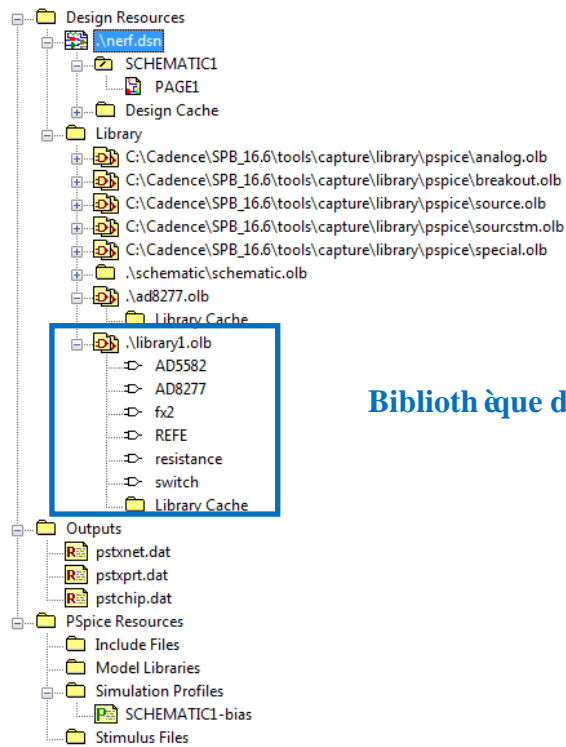 Design Resources
.\nerf.dsn
SCHEMATIC1
PAGE1
Design Cache
Library
C:\Cadence\SPB_16.6\tools\capture\library\pspice\analog.olb
C:\Cadence\SPB_16.6\tools\capture\library\pspice\breakout.olb
C:\Cadence\SPB_16.6\tools\capture\library\pspice\source.olb
C:\Cadence\SPB_16.6\tools\capture\library\pspice\sourcstm.olb
C:\Cadence\SPB_16.6\tools\capture\library\pspice\special.olb
.\schematic\schematic.olb
.\ad8277.olb
Library Cache
.\library1.olb
AD5582
AD8277
Bibliothèque d
fx2
REFE
resistance
switch
Library Cache
Outputs
pstxnet.dat
pstxprt.dat
pstchip.dat
PSpice Resources
Include Files
Model Libraries
Simulation Profiles
SCHEMATIC1-bias
Stimulus Files